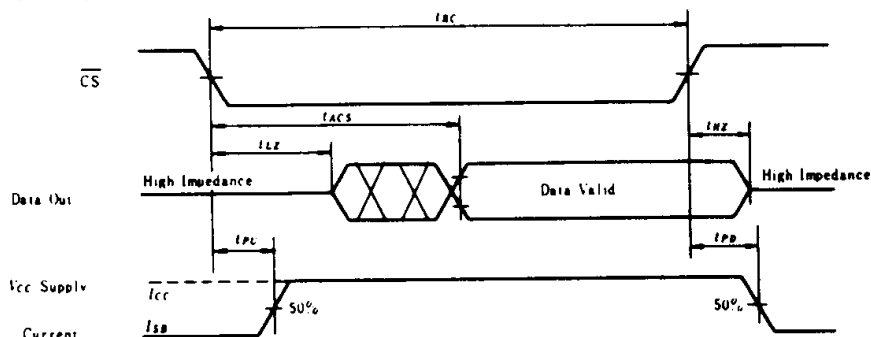 tRC
CS
tACS
tLZ
tHZ
High Impedance
High Impedance
Data Out
Data Valid
tPU
tPD
Vcc Supply
ICC
50%
50%
Current
ISB